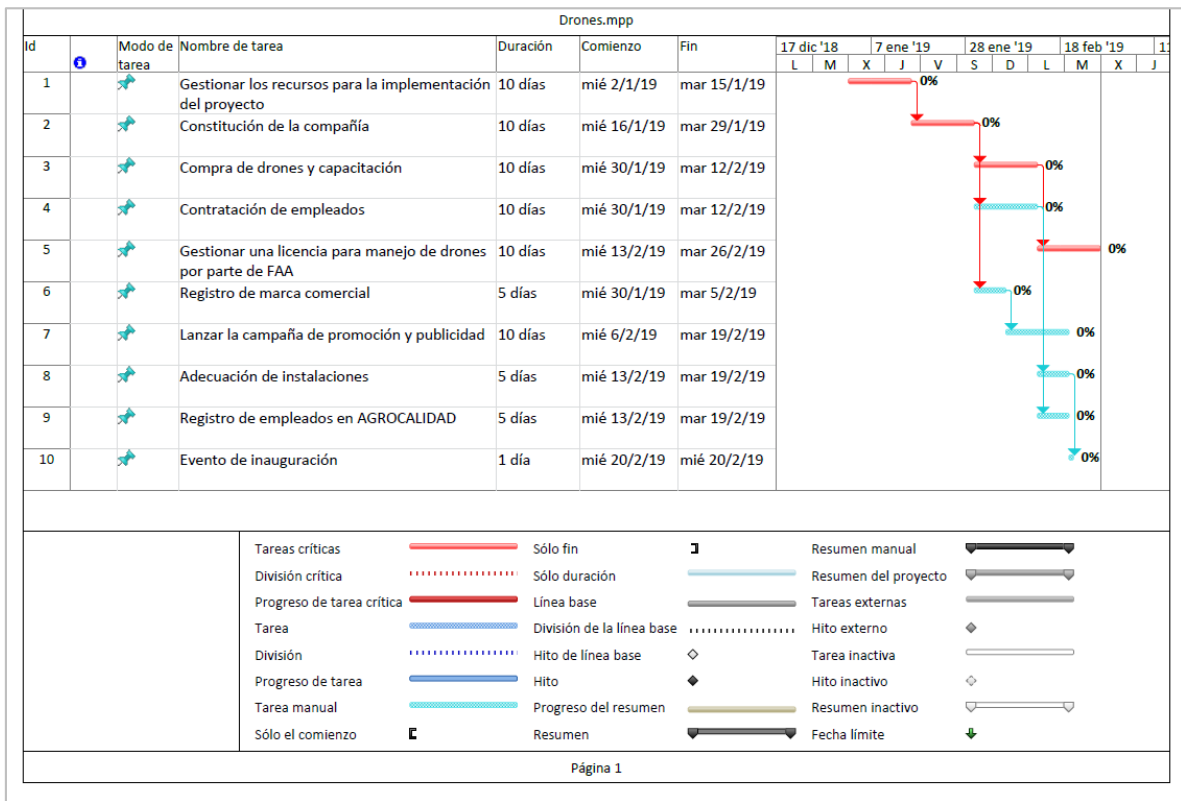 Drones.mpp
Id Modo de tarea Nombre de tarea Duración Comienzo Fin 17 dic '18 7 ene '19 28 ene '19 18 feb '19 11
L M X J V S D L M X J
1 Gestionar los recursos para la implementación 10 días mié 2/1/19 mar 15/1/19 0%
del proyecto
2 Constitución de la compañía 10 días mié 16/1/19 mar 29/1/19 0%
3 Compra de drones y capacitación 10 días mié 30/1/19 mar 12/2/19 0%
4 Contratación de empleados 10 días mié 30/1/19 mar 12/2/19 0%
5 Gestionar una licencia para manejo de drones 10 días mié 13/2/19 mar 26/2/19 0%
por parte de FAA
6 Registro de marca comercial 5 días mié 30/1/19 mar 5/2/19 0%
7 Lanzar la campaña de promoción y publicidad 10 días mié 6/2/19 mar 19/2/19 0%
8 Adecuación de instalaciones 5 días mié 13/2/19 mar 19/2/19 0%
9 Registro de empleados en AGROCALIDAD 5 días mié 13/2/19 mar 19/2/19 0%
10 Evento de inauguración 1 día mié 20/2/19 mié 20/2/19 0%
Tareas críticas Sólo fin Resumen manual
División crítica Sólo duración Resumen del proyecto
Progreso de tarea crítica Línea base Tareas externas
Tarea División de la línea base Hito externo
División Hito de línea base Tarea inactiva
Progreso de tarea Hito Hito inactivo
Tarea manual Progreso del resumen Resumen inactivo
Sólo el comienzo Resumen Fecha límite
Página 1